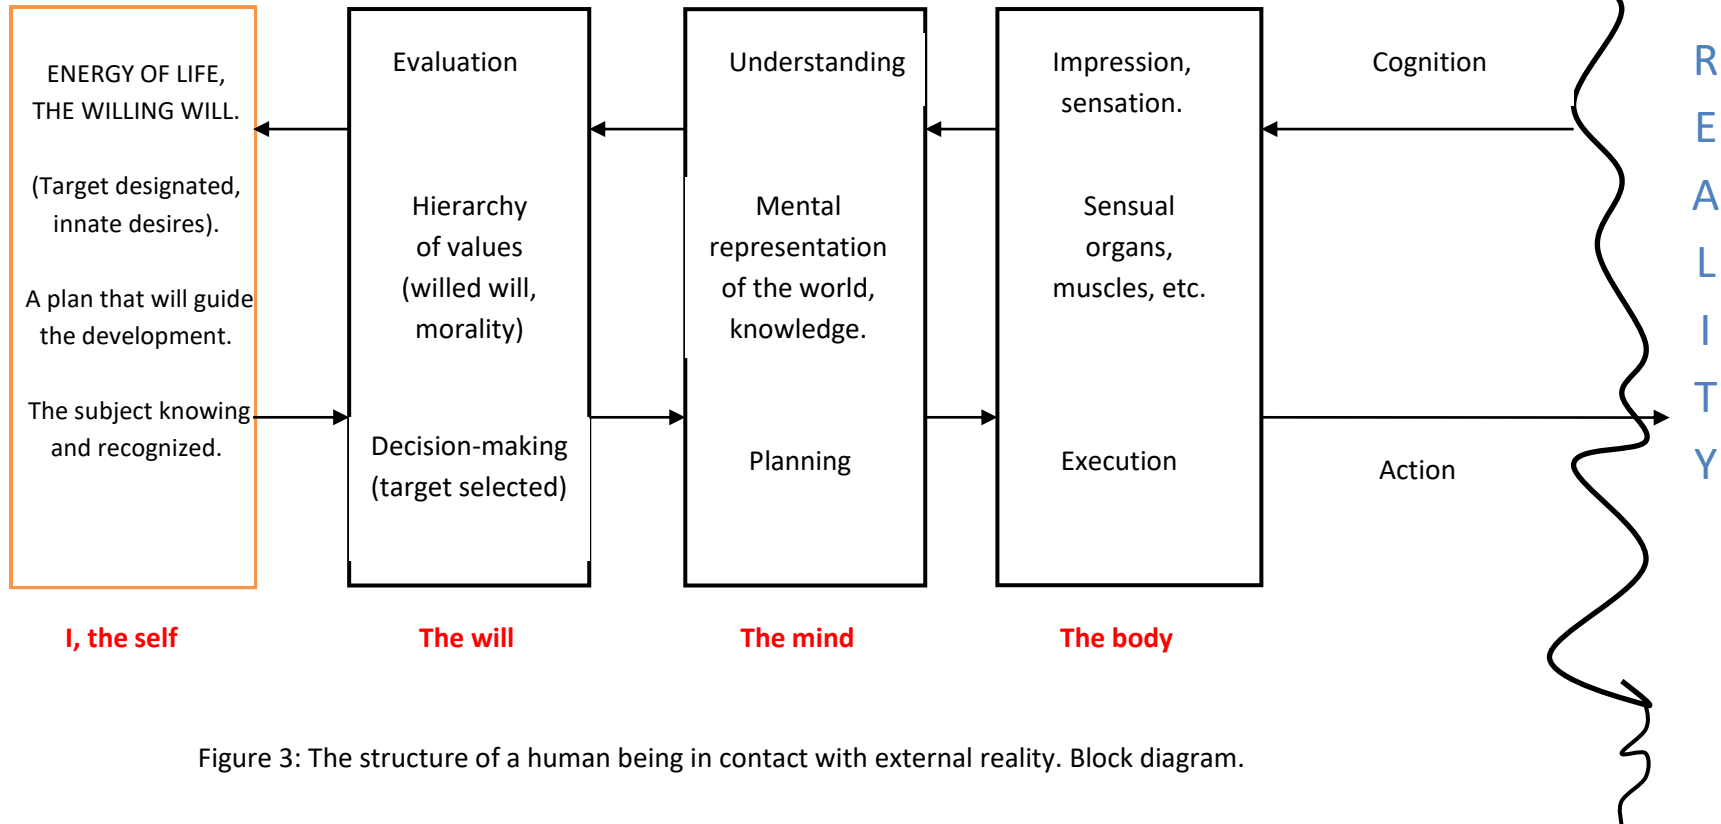 ENERGY OF LIFE,
THE WILLING WILL.
(Target designated,
innate desires).
A plan that will guide
the development.
The subject knowing
and recognized.
I, the self
Evaluation
Hierarchy
of values
(willed will,
morality)
Decision-making
(target selected)
The will
Understanding
Mental
representation
of the world,
knowledge.
Planning
The mind
Impression,
sensation.
Sensual
organs,
muscles, etc.
Execution
The body
Cognition
Action
R
E
A
L
I
T
Y
Figure 3: The structure of a human being in contact with external reality. Block diagram.